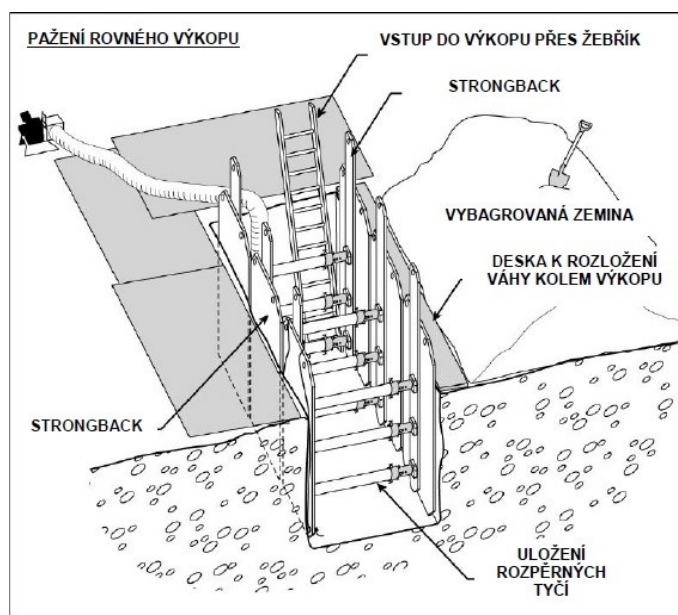 PAŽENÍ ROVNÉHO VÝKOPU
VSTUP DO VÝKOPU PŘES ŽEBŘÍK
STRONGBACK
VYBAGROVANÁ ZEMINA
DESKA K ROZLOŽENÍ
VÁHY KOLEM VÝKOPU
STRONGBACK
ULOŽENÍ
ROZPĚRNÝCH
TYČÍ